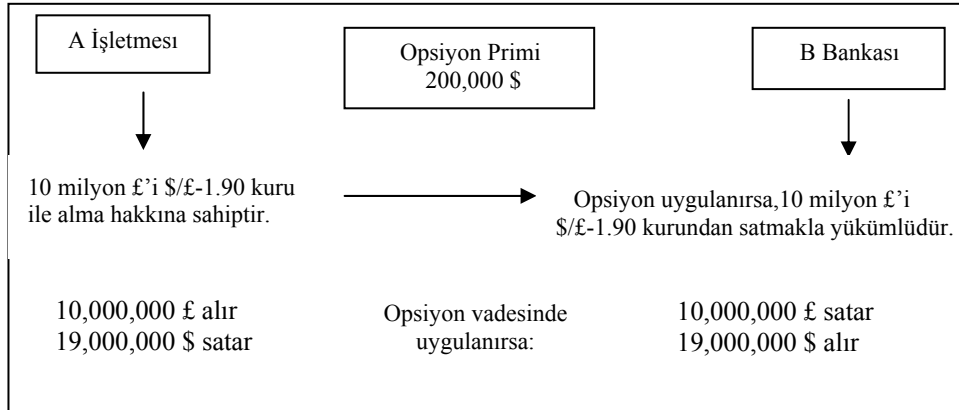 A İşletmesı
Opsiyon Primi
200,000 $
B Bankası
10 milyon £’i $/£-1.90 kuru
ile alma hakkına sahiptir.
Opsiyon uygulanırsa,10 milyon £’i
$/£-1.90 kurundan satmakla yükümlüdür.
10,000,000 £ alır
19,000,000 $ satar
Opsiyon vadesinde
uygulanırsa:
10,000,000 £ satar
19,000,000 $ alır